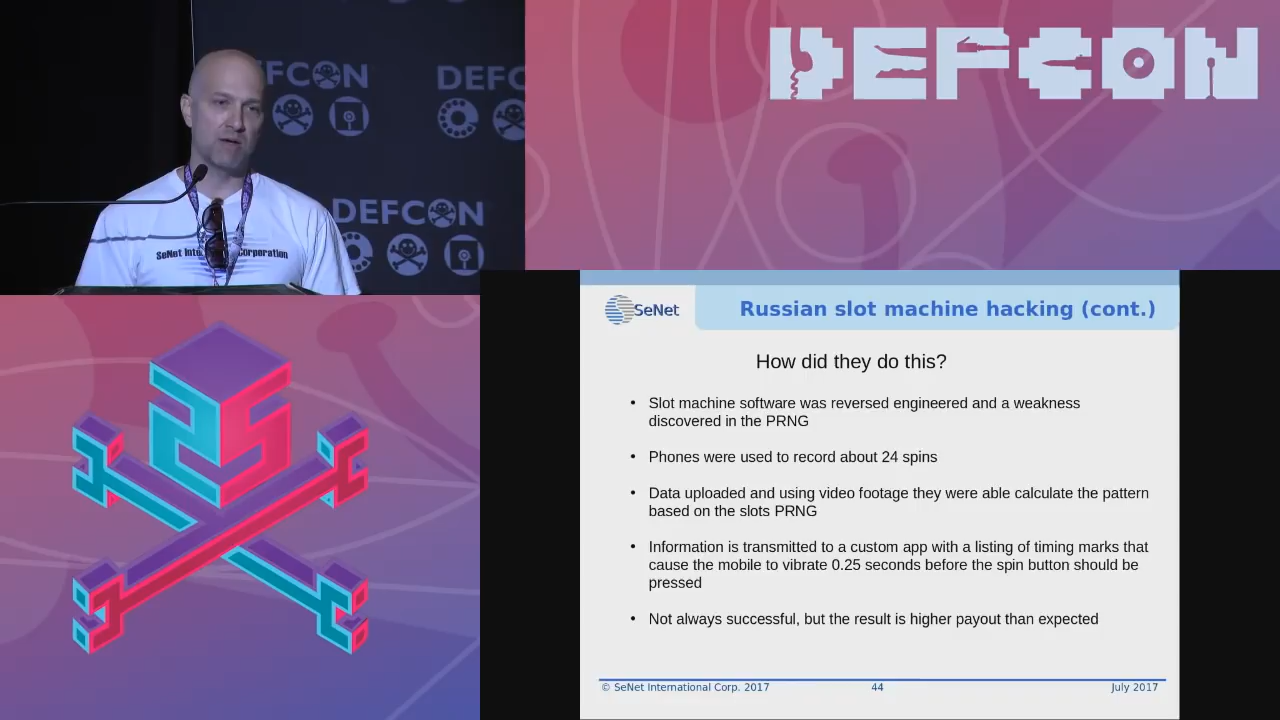 DEFCON
DEFCON
DEFC
DEFCON
SeNet Inte Corporation
SeNet
Russian slot machine hacking (cont.)
How did they do this?
• Slot machine software was reversed engineered and a weakness
discovered in the PRNG
• Phones were used to record about 24 spins
• Data uploaded and using video footage they were able calculate the pattern
based on the slots PRNG
• Information is transmitted to a custom app with a listing of timing marks that
cause the mobile to vibrate 0.25 seconds before the spin button should be
pressed
• Not always successful, but the result is higher payout than expected
© SeNet International Corp. 2017 44 July 2017